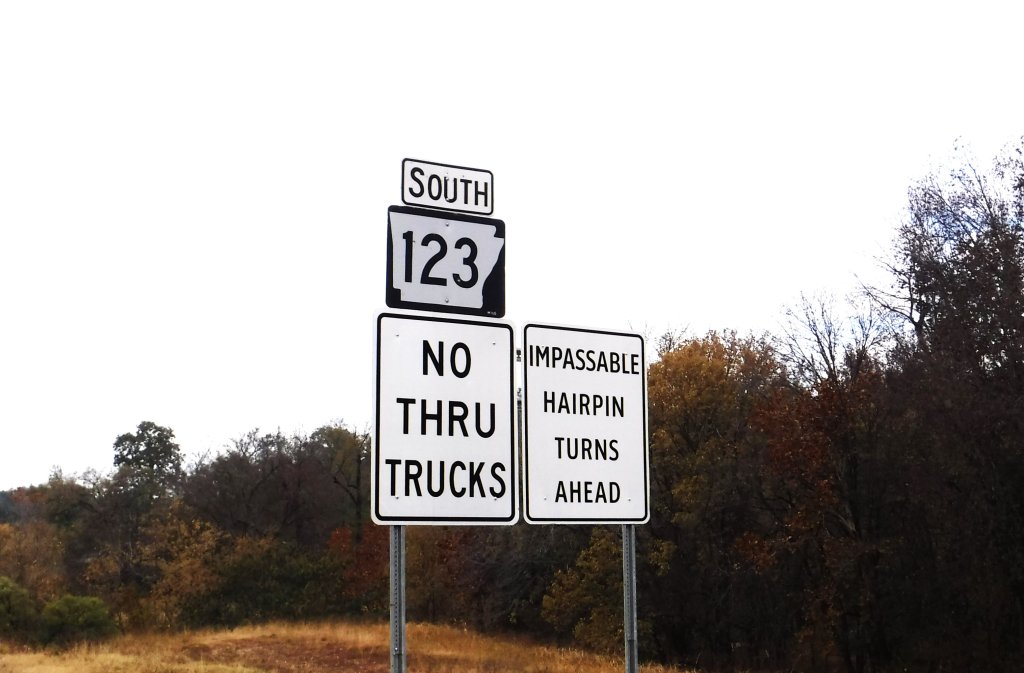 SOUTH
123
NO
THRU
TRUCKS
IMPASSABLE
HAIRPIN
TURNS
AHEAD